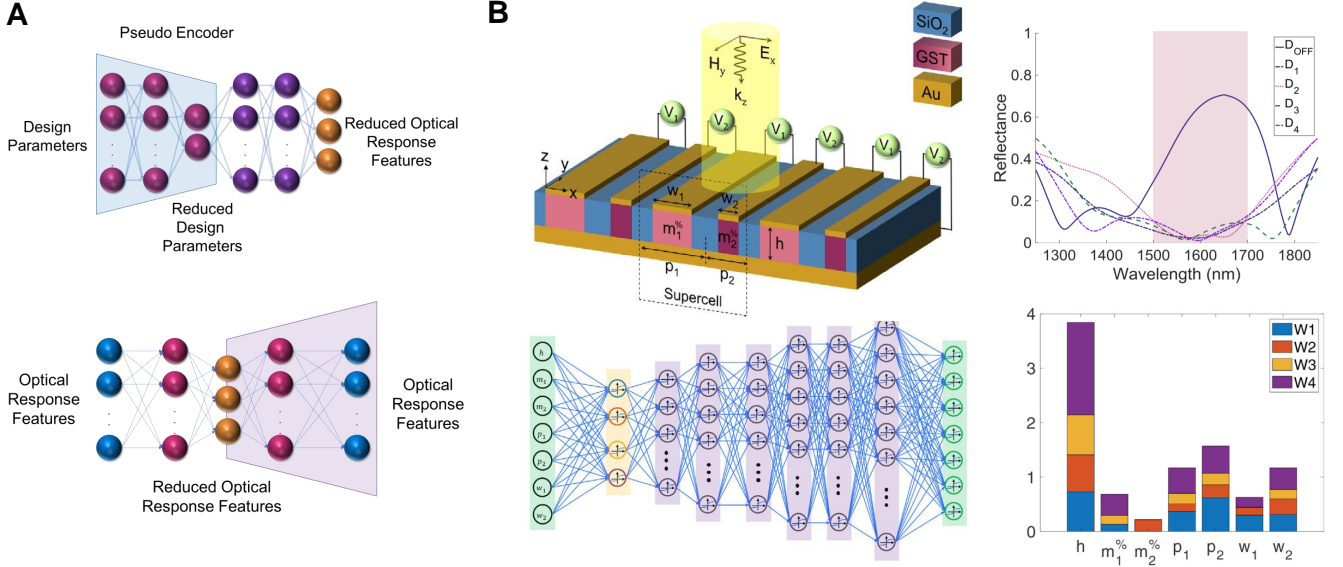 A
Pseudo Encoder
Design
Parameters
Reduced Optical
Response
Features
Reduced
Design
Parameters
Optical
Response
Features
Optical
Response
Features
Reduced Optical
Response Features
B
SiO₂
GST
Au
E_x
H_y
k_z
V₁
V₂
V₁
V₂
V₁
V₂
z
y
x
w₁
w₂
m₁%
m₂%
h
p₁
p₂
Supercell
h
m₁
m₂
p₁
p₂
w₁
w₂
Reflectance
1
0.8
0.6
0.4
0.2
0
1300 1400 1500 1600 1700 1800
Wavelength (nm)
D_OFF
D₁
D₂
D₃
D₄
4
3
2
1
0
h m₁% m₂% p₁ p₂ w₁ w₂
W1
W2
W3
W4